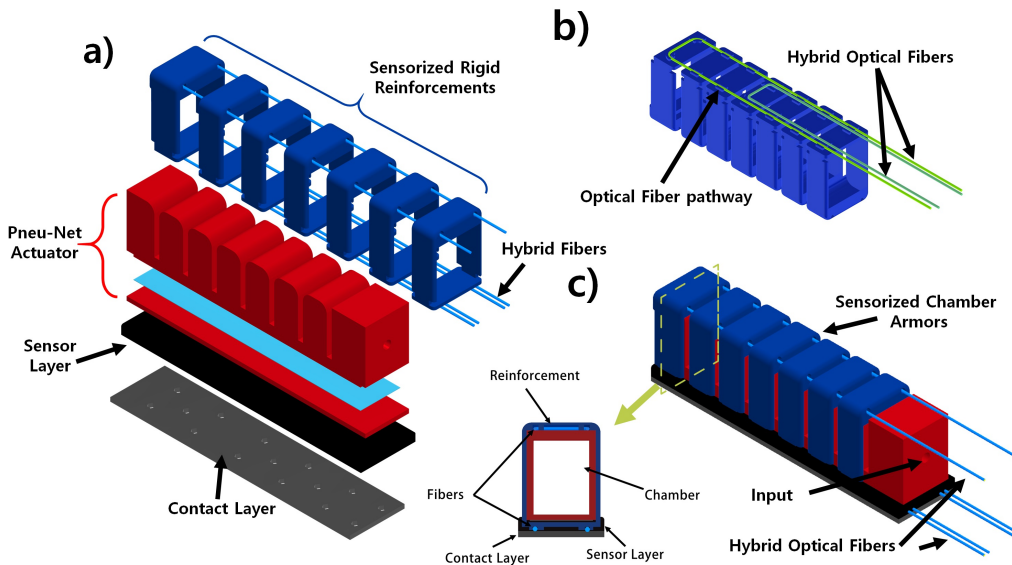 a)
Sensorized Rigid
Reinforcements
Pneu-Net
Actuator
Hybrid Fibers
Sensor
Layer
Contact Layer
b)
Hybrid Optical Fibers
Optical Fiber pathway
c)
Sensorized Chamber
Armors
Input
Hybrid Optical Fibers
Reinforcement
Fibers
Chamber
Contact Layer
Sensor Layer